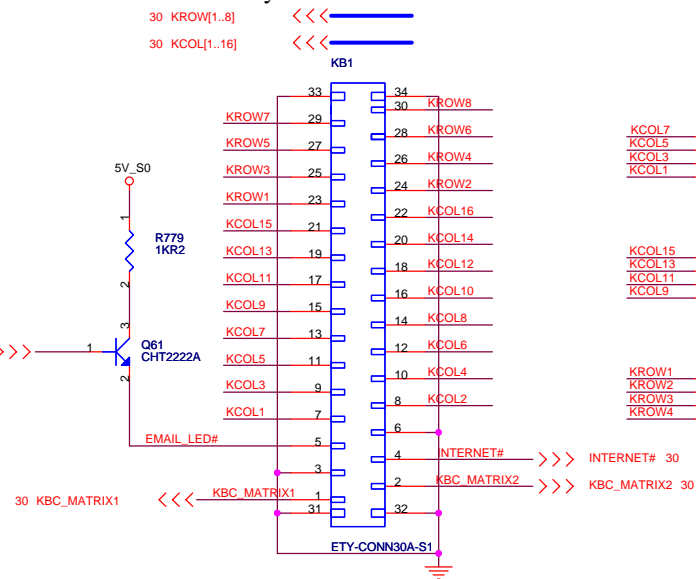 30 KROW[1..8]
30 KCOL[1..16]
KB1
33 34
30 KROW8
KROW7 29
28 KROW6
KROW5 27
26 KROW4
KROW3 25
24 KROW2
KROW1 23
22 KCOL16
KCOL15 21
20 KCOL14
KCOL13 19
18 KCOL12
KCOL11 17
16 KCOL10
KCOL9 15
14 KCOL8
KCOL7 13
12 KCOL6
KCOL5 11
10 KCOL4
KCOL3 9
8 KCOL2
KCOL1 7
6
EMAIL_LED# 5
4 INTERNET# INTERNET# 30
3
2 KBC_MATRIX2 KBC_MATRIX2 30
30 KBC_MATRIX1 KBC_MATRIX1 1
31 32
ETY-CONN30A-S1
5V_S0
1
R779
1KR2
2
3
1 Q61
CHT2222A
2
KCOL7
KCOL5
KCOL3
KCOL1
KCOL15
KCOL13
KCOL11
KCOL9
KROW1
KROW2
KROW3
KROW4